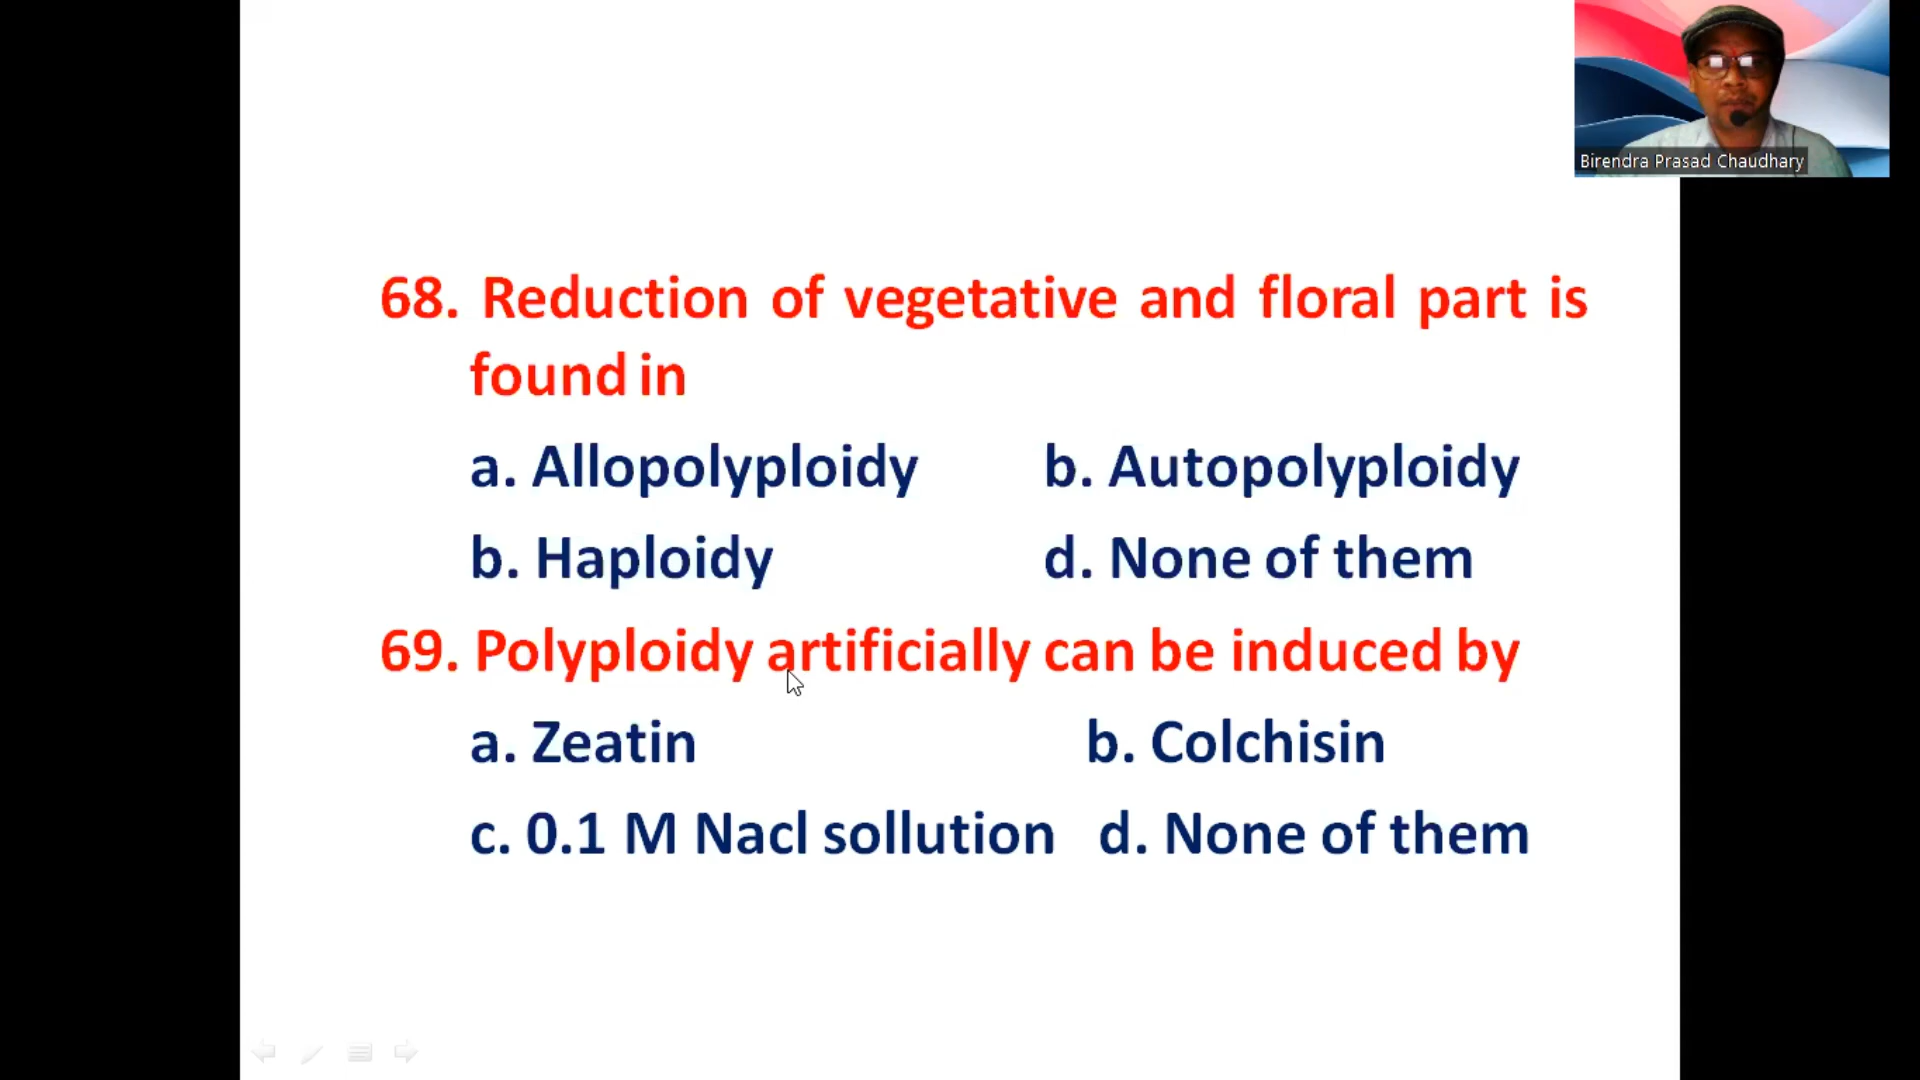 Birendra Prasad Chaudhary
68. Reduction of vegetative and floral part is
found in
a. Allopolyploidy b. Autopolyploidy
b. Haploidy d. None of them
69. Polyploidy artificially can be induced by
a. Zeatin b. Colchisin
c. 0.1 M Nacl sollution d. None of them